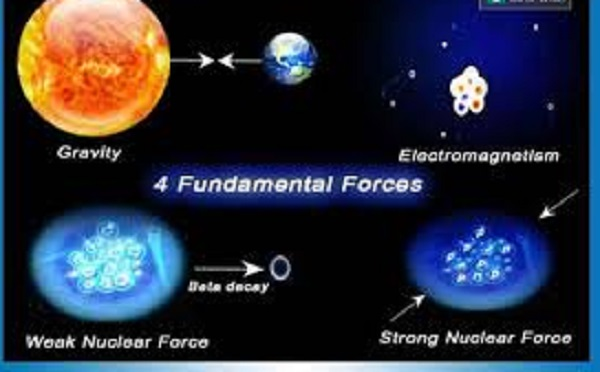 Gravity
Electromagnetism
4 Fundamental Forces
Beta decay
Weak Nuclear Force
Strong Nuclear Force